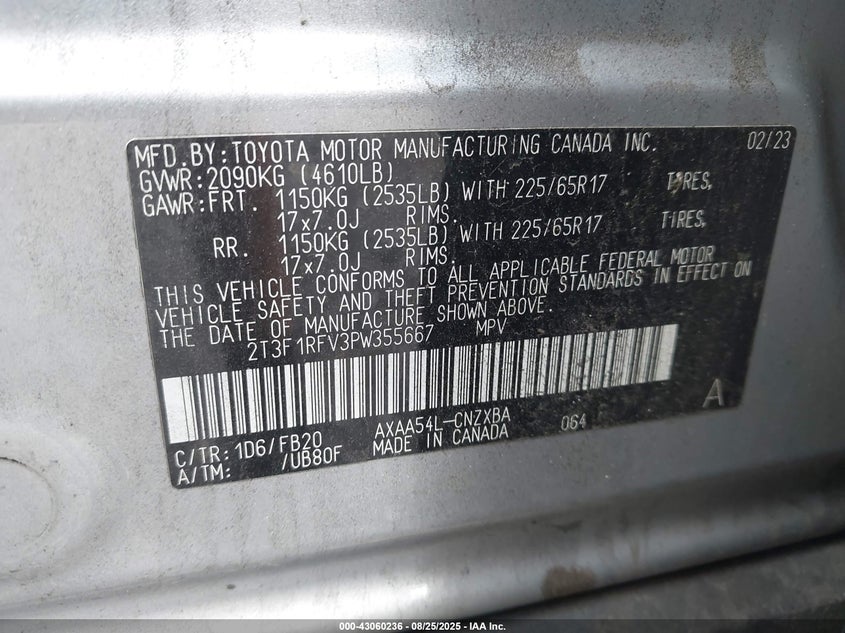 MFD.BY:TOYOTA MOTOR MANUFACTURING CANADA INC. 02/23
GVWR:2090KG (4610LB)
GAWR:FRT. 1150KG (2535LB) WITH 225/65R17 TIRES,
17x7.0J RIMS.
RR. 1150KG (2535LB) WITH 225/65R17 TIRES,
17x7.0J RIMS.
THIS VEHICLE CONFORMS TO ALL APPLICABLE FEDERAL MOTOR
VEHICLE SAFETY AND THEFT PREVENTION STANDARDS IN EFFECT ON
THE DATE OF MANUFACTURE SHOWN ABOVE.
2T3F1RFV3PW355667 MPV
A
C/TR:1D6/FB20 AXAA54L-CNZXBA 064
A/TM: /UB80F MADE IN CANADA
000-43060236 - 08/25/2025 - IAA Inc.